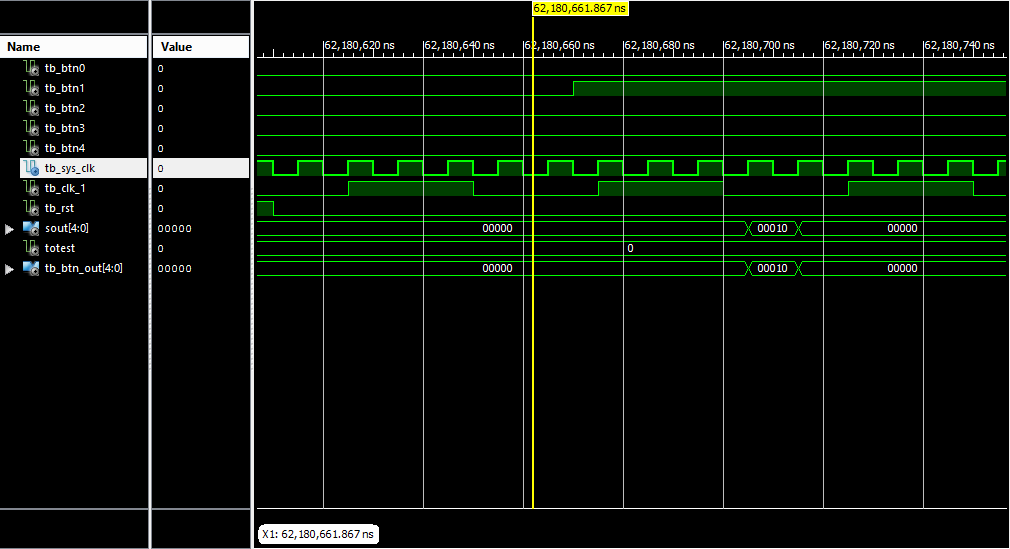 62,180,661.867 ns
Name Value 62,180,620 ns 62,180,640 ns 62,180,660 ns 62,180,680 ns 62,180,700 ns 62,180,720 ns 62,180,740 ns
tb_btn0 0
tb_btn1 0
tb_btn2 0
tb_btn3 0
tb_btn4 0
tb_sys_clk 0
tb_clk_1 0
tb_rst 0
sout[4:0] 00000 00000 00010 00000
totest 0 0
tb_btn_out[4:0] 00000 00000 00010 00000
X1: 62,180,661.867 ns